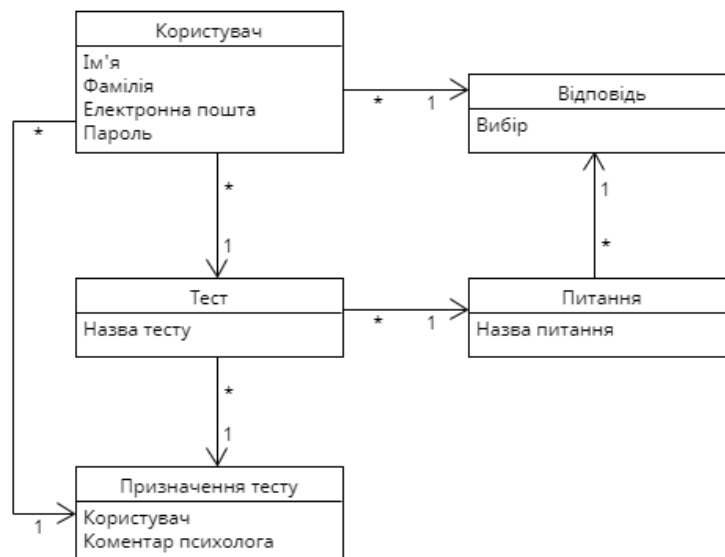 Користувач
Ім'я
Фамілія
Електронна пошта
Пароль
* 1
Відповідь
Вибір
*
*
1
1
*
Тест
Назва тесту
* 1
Питання
Назва питання
*
1
Призначення тесту
Користувач
Коментар психолога
1